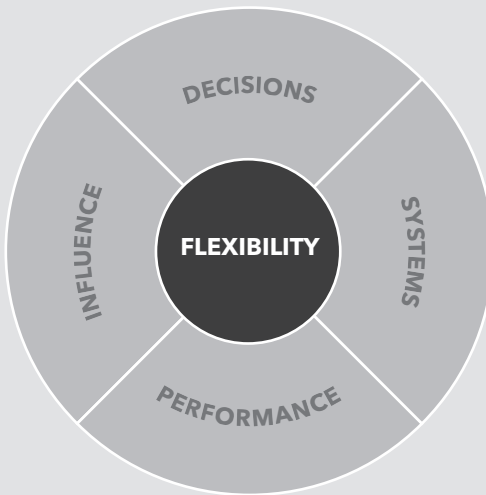 DECISIONS
INFLUENCE
FLEXIBILITY
SYSTEMS
PERFORMANCE